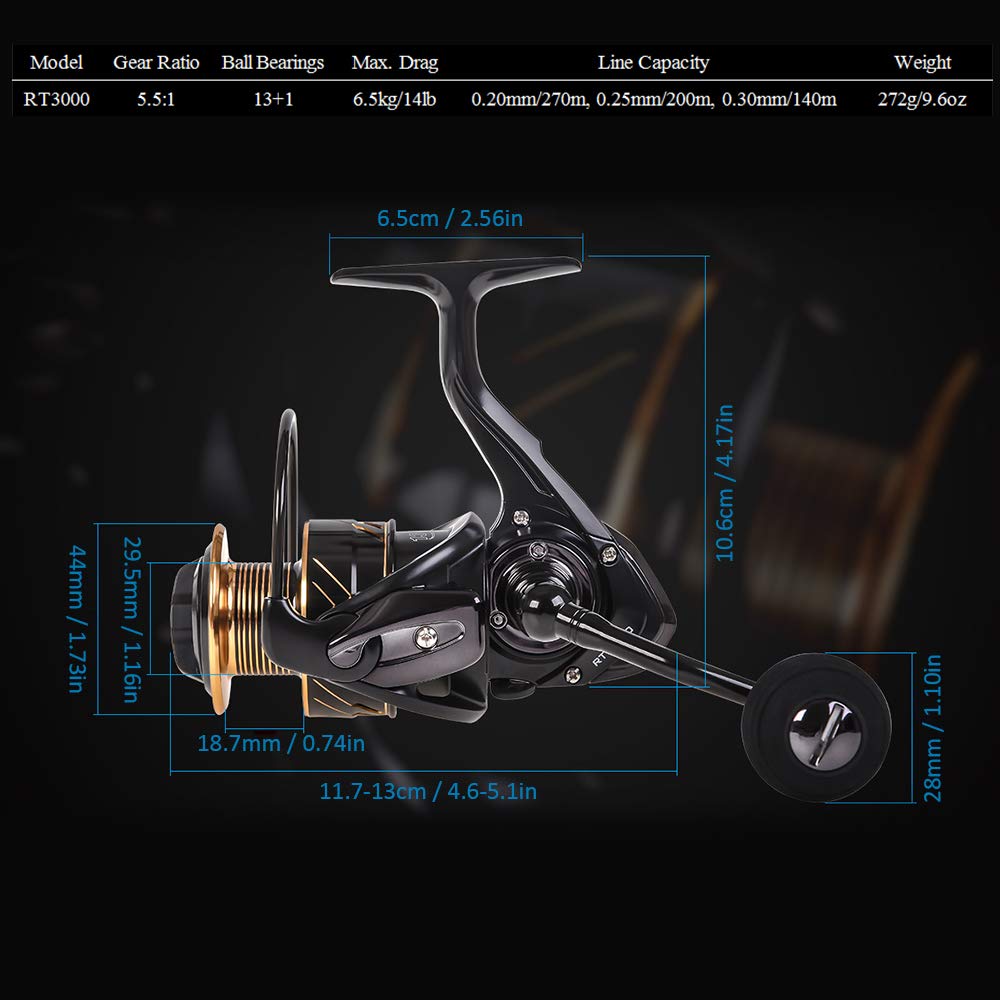 Model Gear Ratio Ball Bearings Max. Drag Line Capacity Weight
RT3000 5.5:1 13+1 6.5kg/14lb 0.20mm/270m, 0.25mm/200m, 0.30mm/140m 272g/9.6oz
6.5cm / 2.56in
10.6cm / 4.17in
44mm / 1.73in
29.5mm / 1.16in
RT
18.7mm / 0.74in
11.7-13cm / 4.6-5.1in
28mm / 1.10in